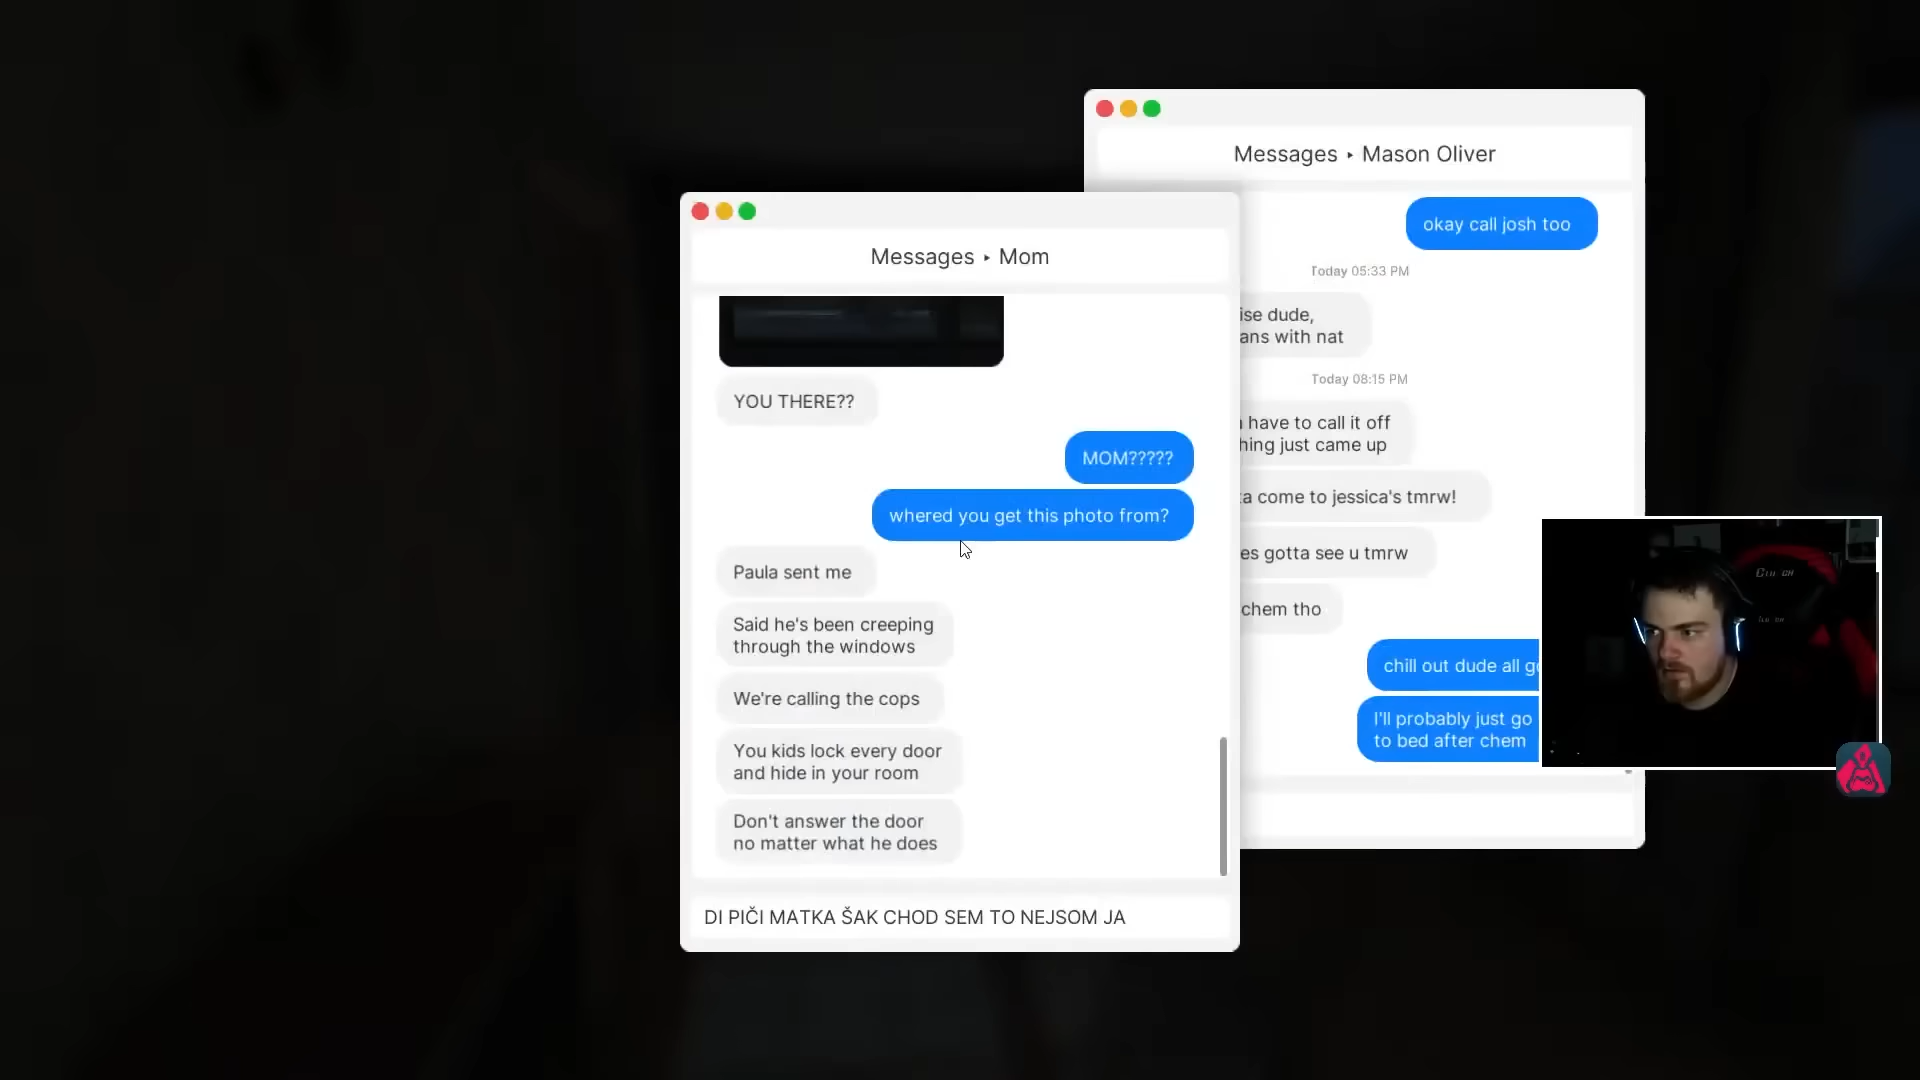 Messages ‣ Mason Oliver
okay call josh too
Today 05:33 PM
ise dude,
ans with nat
Today 08:15 PM
have to call it off
hing just came up
ta come to jessica's tmrw!
es gotta see u tmrw
chem tho
chill out dude all
I'll probably just go
to bed after chem
Messages ‣ Mom
YOU THERE??
MOM?????
whered you get this photo from?
Paula sent me
Said he's been creeping
through the windows
We're calling the cops
You kids lock every door
and hide in your room
Don't answer the door
no matter what he does
DI PIČI MATKA ŠAK CHOD SEM TO NEJSOM JA